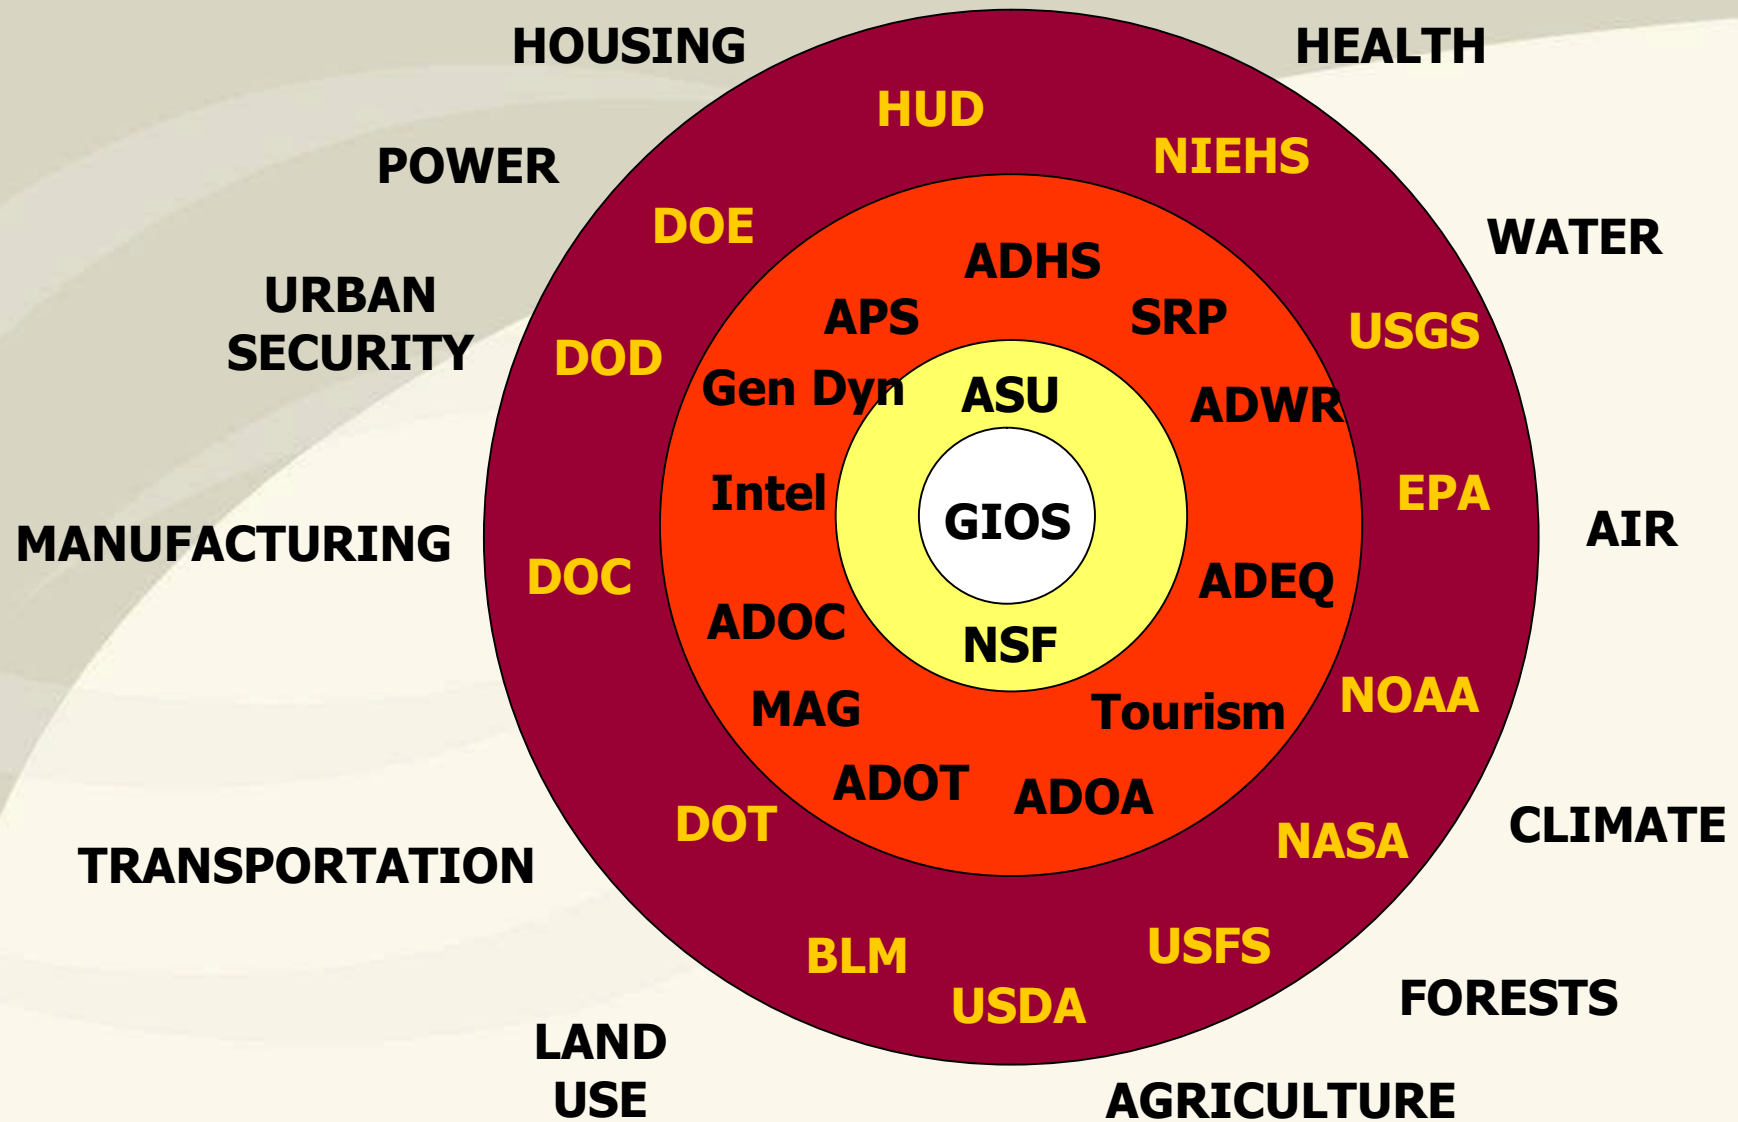 HOUSING
HEALTH
HUD
NIEHS
POWER
DOE
WATER
ADHS
URBAN
SECURITY
APS
SRP
USGS
DOD
Gen Dyn
ASU
ADWR
Intel
EPA
GIOS
AIR
MANUFACTURING
DOC
ADEQ
ADOC
NSF
NOAA
MAG
Tourism
ADOT
ADOA
DOT
NASA
CLIMATE
TRANSPORTATION
BLM
USFS
USDA
FORESTS
LAND
USE
AGRICULTURE